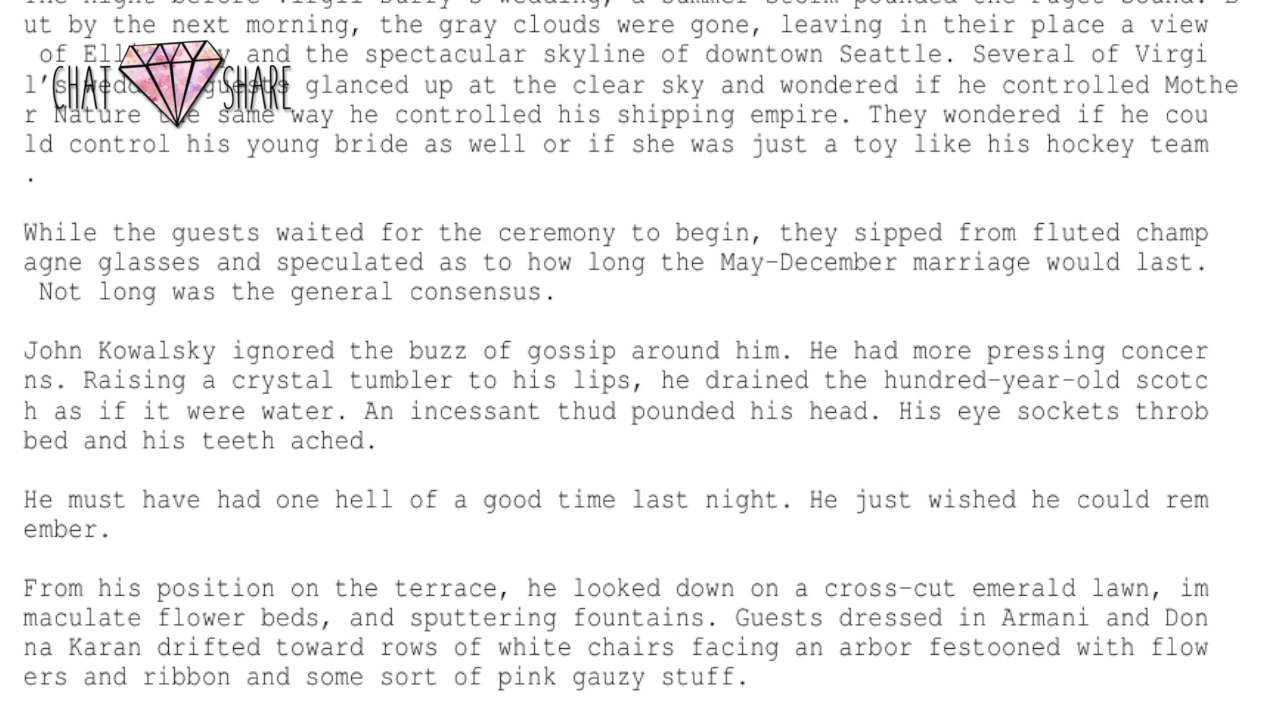 ut by the next morning, the gray clouds were gone, leaving in their place a view
of and the spectacular skyline of downtown Seattle. Several of Virgi
l's guests glanced up at the clear sky and wondered if he controlled Mothe
r Nature the same way he controlled his shipping empire. They wondered if he cou
ld control his young bride as well or if she was just a toy like his hockey team
.
CHAT SHARE
While the guests waited for the ceremony to begin, they sipped from fluted champ
agne glasses and speculated as to how long the May-December marriage would last.
Not long was the general consensus.
John Kowalsky ignored the buzz of gossip around him. He had more pressing concer
ns. Raising a crystal tumbler to his lips, he drained the hundred-year-old scotc
h as if it were water. An incessant thud pounded his head. His eye sockets throb
bed and his teeth ached.
He must have had one hell of a good time last night. He just wished he could rem
ember.
From his position on the terrace, he looked down on a cross-cut emerald lawn, im
maculate flower beds, and sputtering fountains. Guests dressed in Armani and Don
na Karan drifted toward rows of white chairs facing an arbor festooned with flow
ers and ribbon and some sort of pink gauzy stuff.